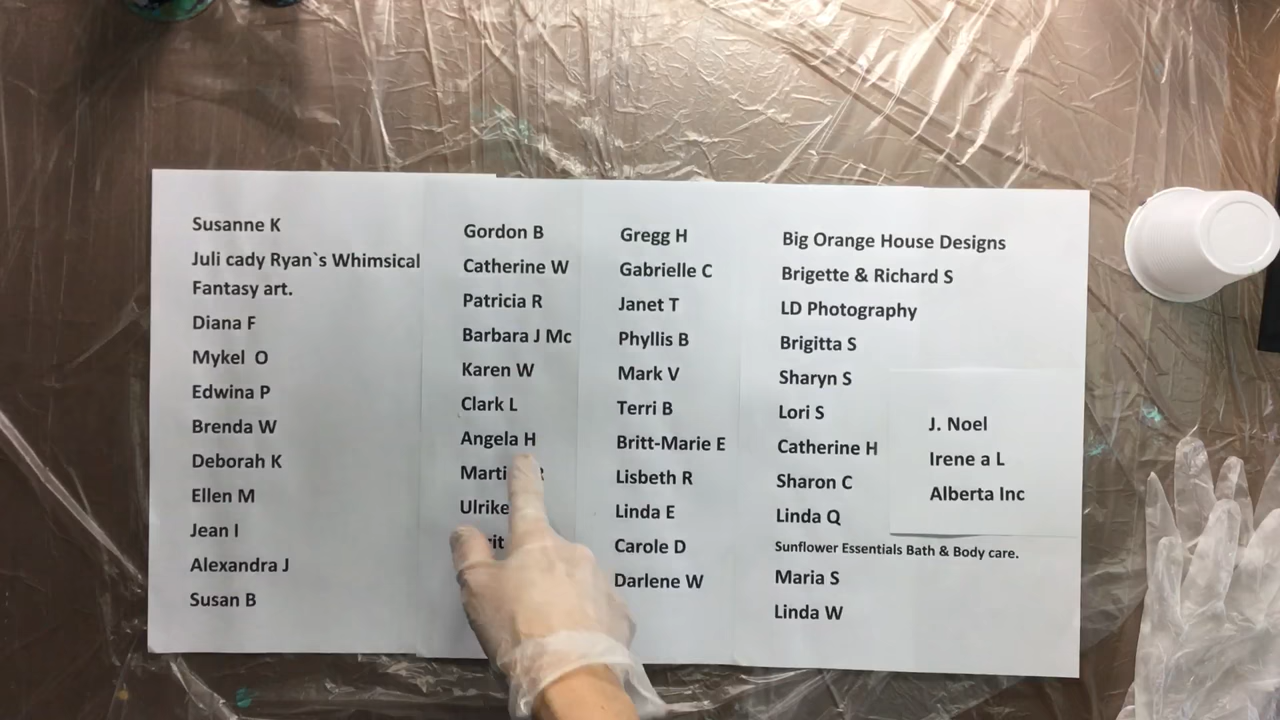 Susanne K
Juli cady Ryan`s Whimsical
Fantasy art.
Diana F
Mykel O
Edwina P
Brenda W
Deborah K
Ellen M
Jean I
Alexandra J
Susan B
Gordon B
Catherine W
Patricia R
Barbara J Mc
Karen W
Clark L
Angela H
Ulrike
Gregg H
Gabrielle C
Janet T
Phyllis B
Mark V
Terri B
Britt-Marie E
Lisbeth R
Linda E
Carole D
Darlene W
Big Orange House Designs
Brigette & Richard S
LD Photography
Brigitta S
Sharyn S
Lori S
Catherine H
Sharon C
Linda Q
Sunflower Essentials Bath & Body care.
Maria S
Linda W
J. Noel
Irene a L
Alberta Inc